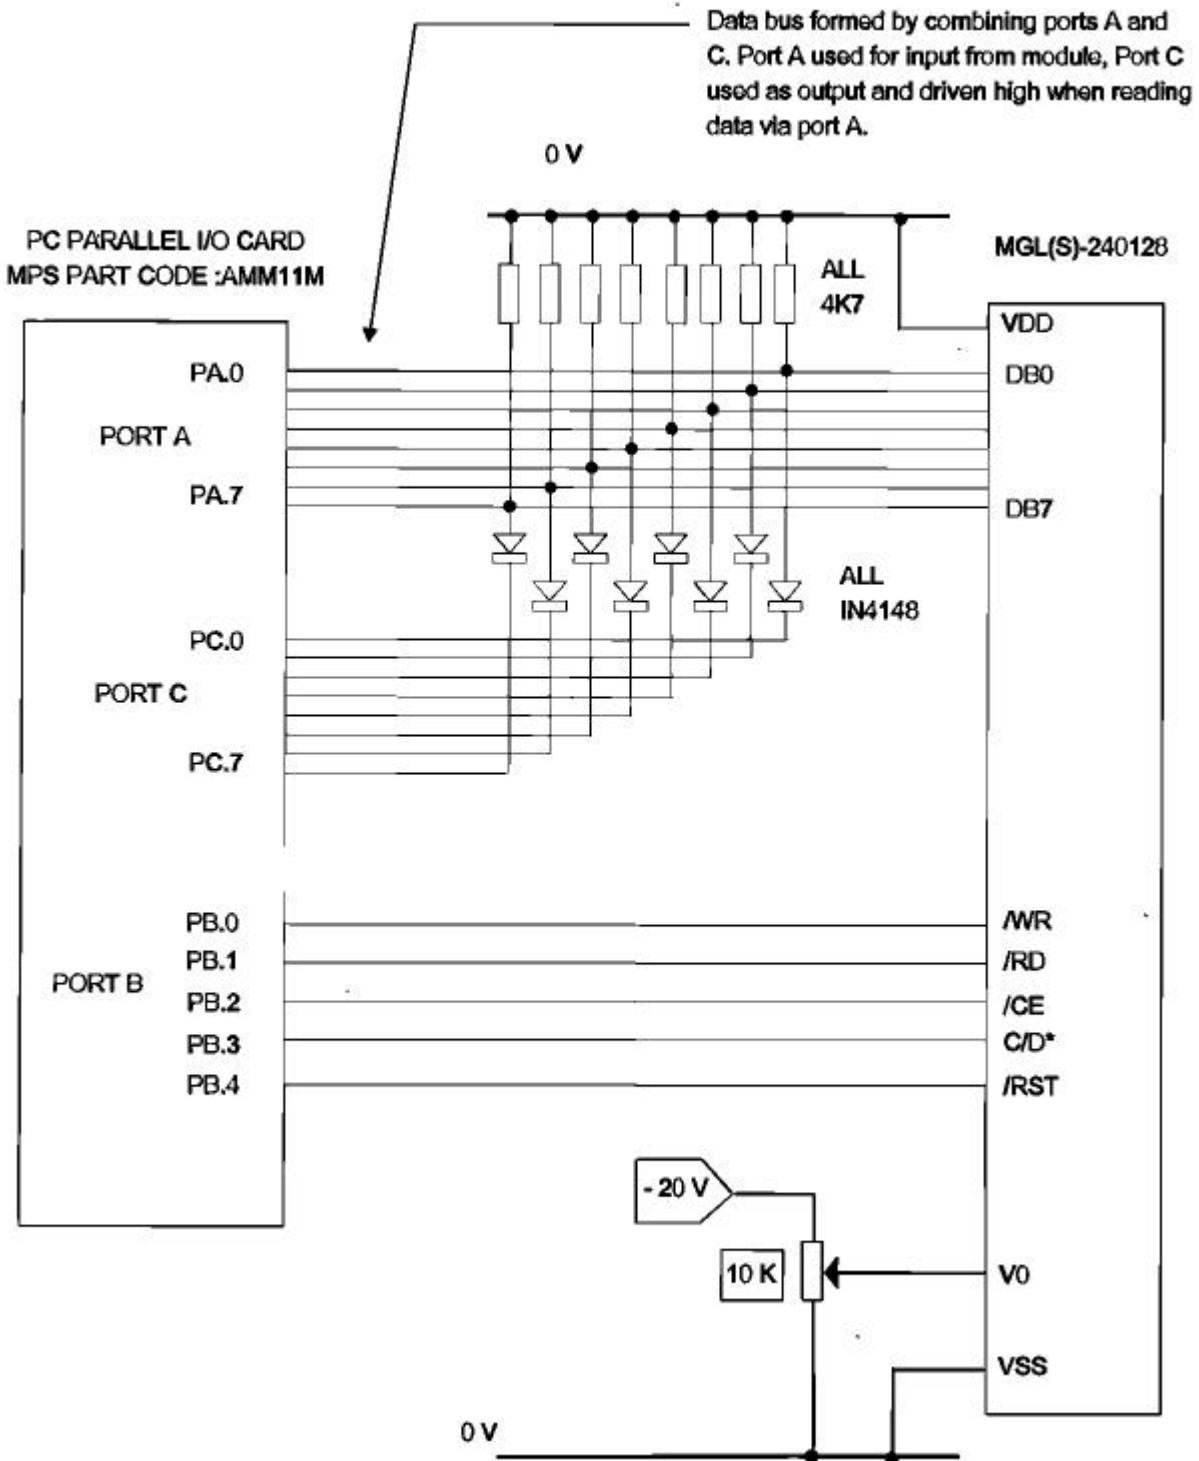 Data bus formed by combining ports A and
C. Port A used for input from module, Port C
used as output and driven high when reading
data via port A.
0 V
PC PARALLEL I/O CARD
MPS PART CODE :AMM11M
MGL(S)-240128
ALL
4K7
VDD
PA.0
DB0
PORT A
PA.7
DB7
ALL
IN4148
PC.0
PORT C
PC.7
PB.0
/WR
PB.1
/RD
PORT B
PB.2
/CE
PB.3
C/D*
PB.4
/RST
- 20 V
10 K
V0
VSS
0 V